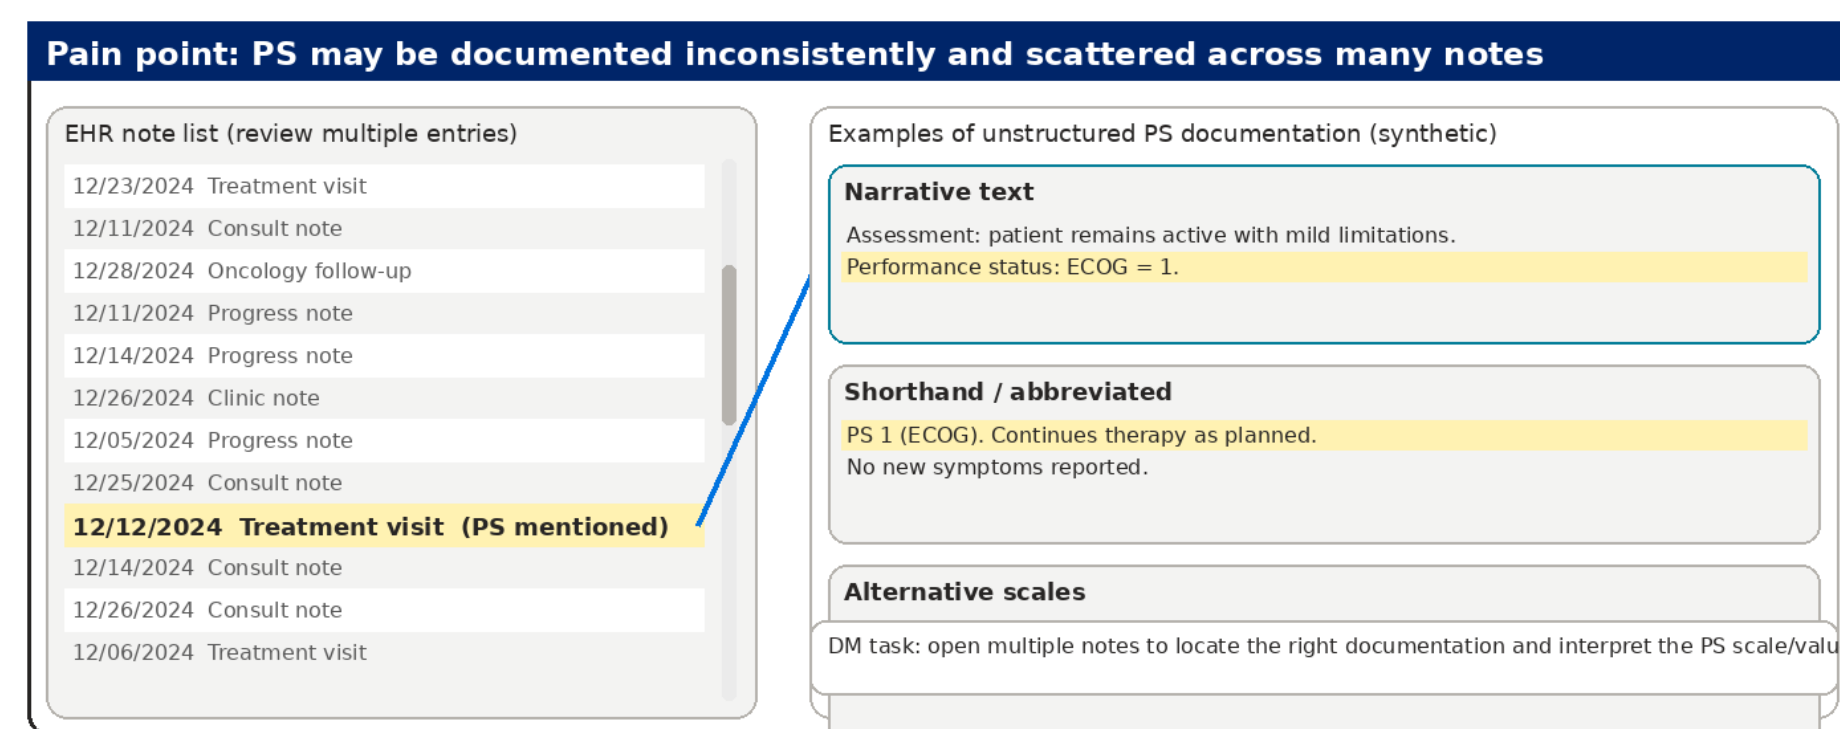 Pain point: PS may be documented inconsistently and scattered across many notes
EHR note list (review multiple entries)
12/23/2024 Treatment visit
12/11/2024 Consult note
12/28/2024 Oncology follow-up
12/11/2024 Progress note
12/14/2024 Progress note
12/26/2024 Clinic note
12/05/2024 Progress note
12/25/2024 Consult note
12/12/2024 Treatment visit (PS mentioned)
12/14/2024 Consult note
12/26/2024 Consult note
12/06/2024 Treatment visit
Examples of unstructured PS documentation (synthetic)
Narrative text
Assessment: patient remains active with mild limitations.
Performance status: ECOG = 1.
Shorthand / abbreviated
PS 1 (ECOG). Continues therapy as planned.
No new symptoms reported.
Alternative scales
DM task: open multiple notes to locate the right documentation and interpret the PS scale/valu